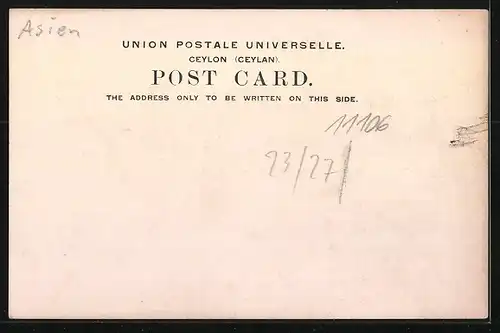 Asien
UNION POSTALE UNIVERSELLE.
CEYLON (CEYLAN).
POST CARD.
THE ADDRESS ONLY TO BE WRITTEN ON THIS SIDE.
11106
23/27/